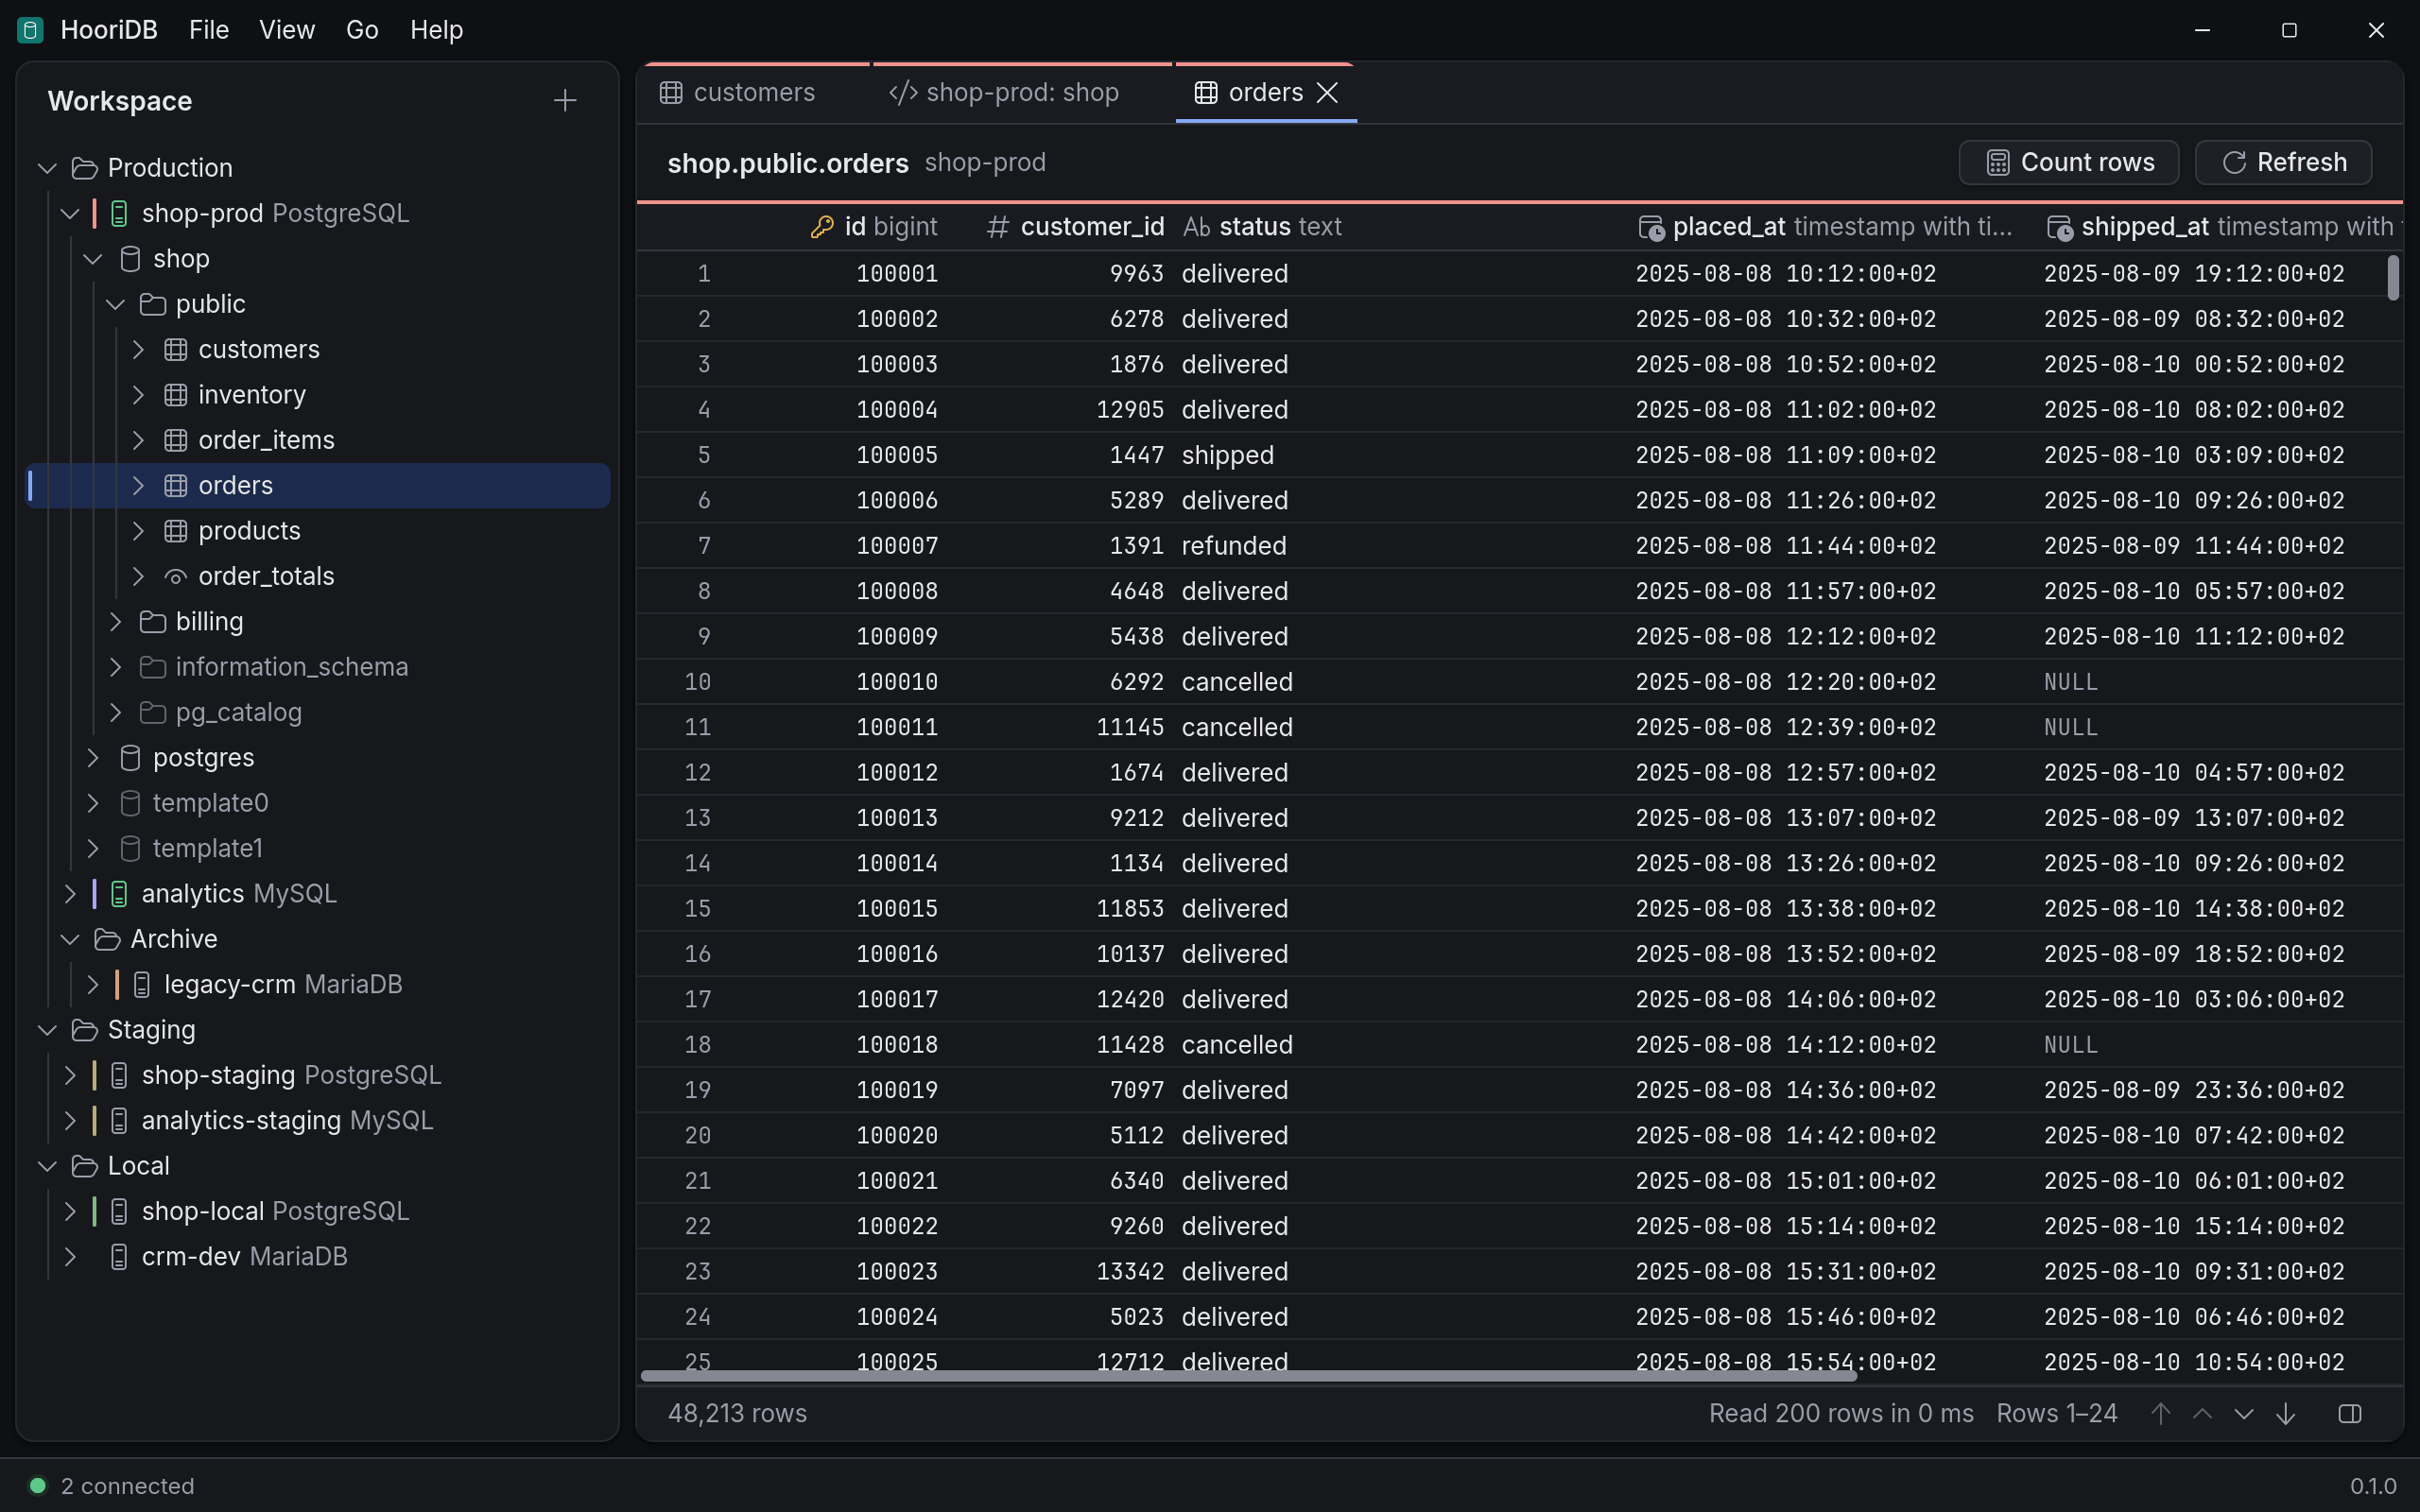 HooriDB File View Go Help
Workspace
Production
shop-prod PostgreSQL
shop
public
customers
inventory
order_items
orders
products
order_totals
billing
information_schema
pg_catalog
postgres
template0
template1
analytics MySQL
Archive
legacy-crm MariaDB
Staging
shop-staging PostgreSQL
analytics-staging MySQL
Local
shop-local PostgreSQL
crm-dev MariaDB
customers shop-prod: shop orders
shop.public.orders shop-prod Count rows Refresh
id bigint customer_id Ab status text placed_at timestamp with ti... shipped_at timestamp with
1 100001 9963 delivered 2025-08-08 10:12:00+02 2025-08-09 19:12:00+02
2 100002 6278 delivered 2025-08-08 10:32:00+02 2025-08-09 08:32:00+02
3 100003 1876 delivered 2025-08-08 10:52:00+02 2025-08-10 00:52:00+02
4 100004 12905 delivered 2025-08-08 11:02:00+02 2025-08-10 08:02:00+02
5 100005 1447 shipped 2025-08-08 11:09:00+02 2025-08-10 03:09:00+02
6 100006 5289 delivered 2025-08-08 11:26:00+02 2025-08-10 09:26:00+02
7 100007 1391 refunded 2025-08-08 11:44:00+02 2025-08-09 11:44:00+02
8 100008 4648 delivered 2025-08-08 11:57:00+02 2025-08-10 05:57:00+02
9 100009 5438 delivered 2025-08-08 12:12:00+02 2025-08-10 11:12:00+02
10 100010 6292 cancelled 2025-08-08 12:20:00+02 NULL
11 100011 11145 cancelled 2025-08-08 12:39:00+02 NULL
12 100012 1674 delivered 2025-08-08 12:57:00+02 2025-08-10 04:57:00+02
13 100013 9212 delivered 2025-08-08 13:07:00+02 2025-08-09 13:07:00+02
14 100014 1134 delivered 2025-08-08 13:26:00+02 2025-08-10 09:26:00+02
15 100015 11853 delivered 2025-08-08 13:38:00+02 2025-08-10 14:38:00+02
16 100016 10137 delivered 2025-08-08 13:52:00+02 2025-08-09 18:52:00+02
17 100017 12420 delivered 2025-08-08 14:06:00+02 2025-08-10 03:06:00+02
18 100018 11428 cancelled 2025-08-08 14:12:00+02 NULL
19 100019 7097 delivered 2025-08-08 14:36:00+02 2025-08-09 23:36:00+02
20 100020 5112 delivered 2025-08-08 14:42:00+02 2025-08-10 07:42:00+02
21 100021 6340 delivered 2025-08-08 15:01:00+02 2025-08-10 06:01:00+02
22 100022 9260 delivered 2025-08-08 15:14:00+02 2025-08-10 15:14:00+02
23 100023 13342 delivered 2025-08-08 15:31:00+02 2025-08-10 09:31:00+02
24 100024 5023 delivered 2025-08-08 15:46:00+02 2025-08-10 06:46:00+02
25 100025 12712 delivered 2025-08-08 15:54:00+02 2025-08-10 10:54:00+02
48,213 rows Read 200 rows in 0 ms Rows 1–24
2 connected 0.1.0